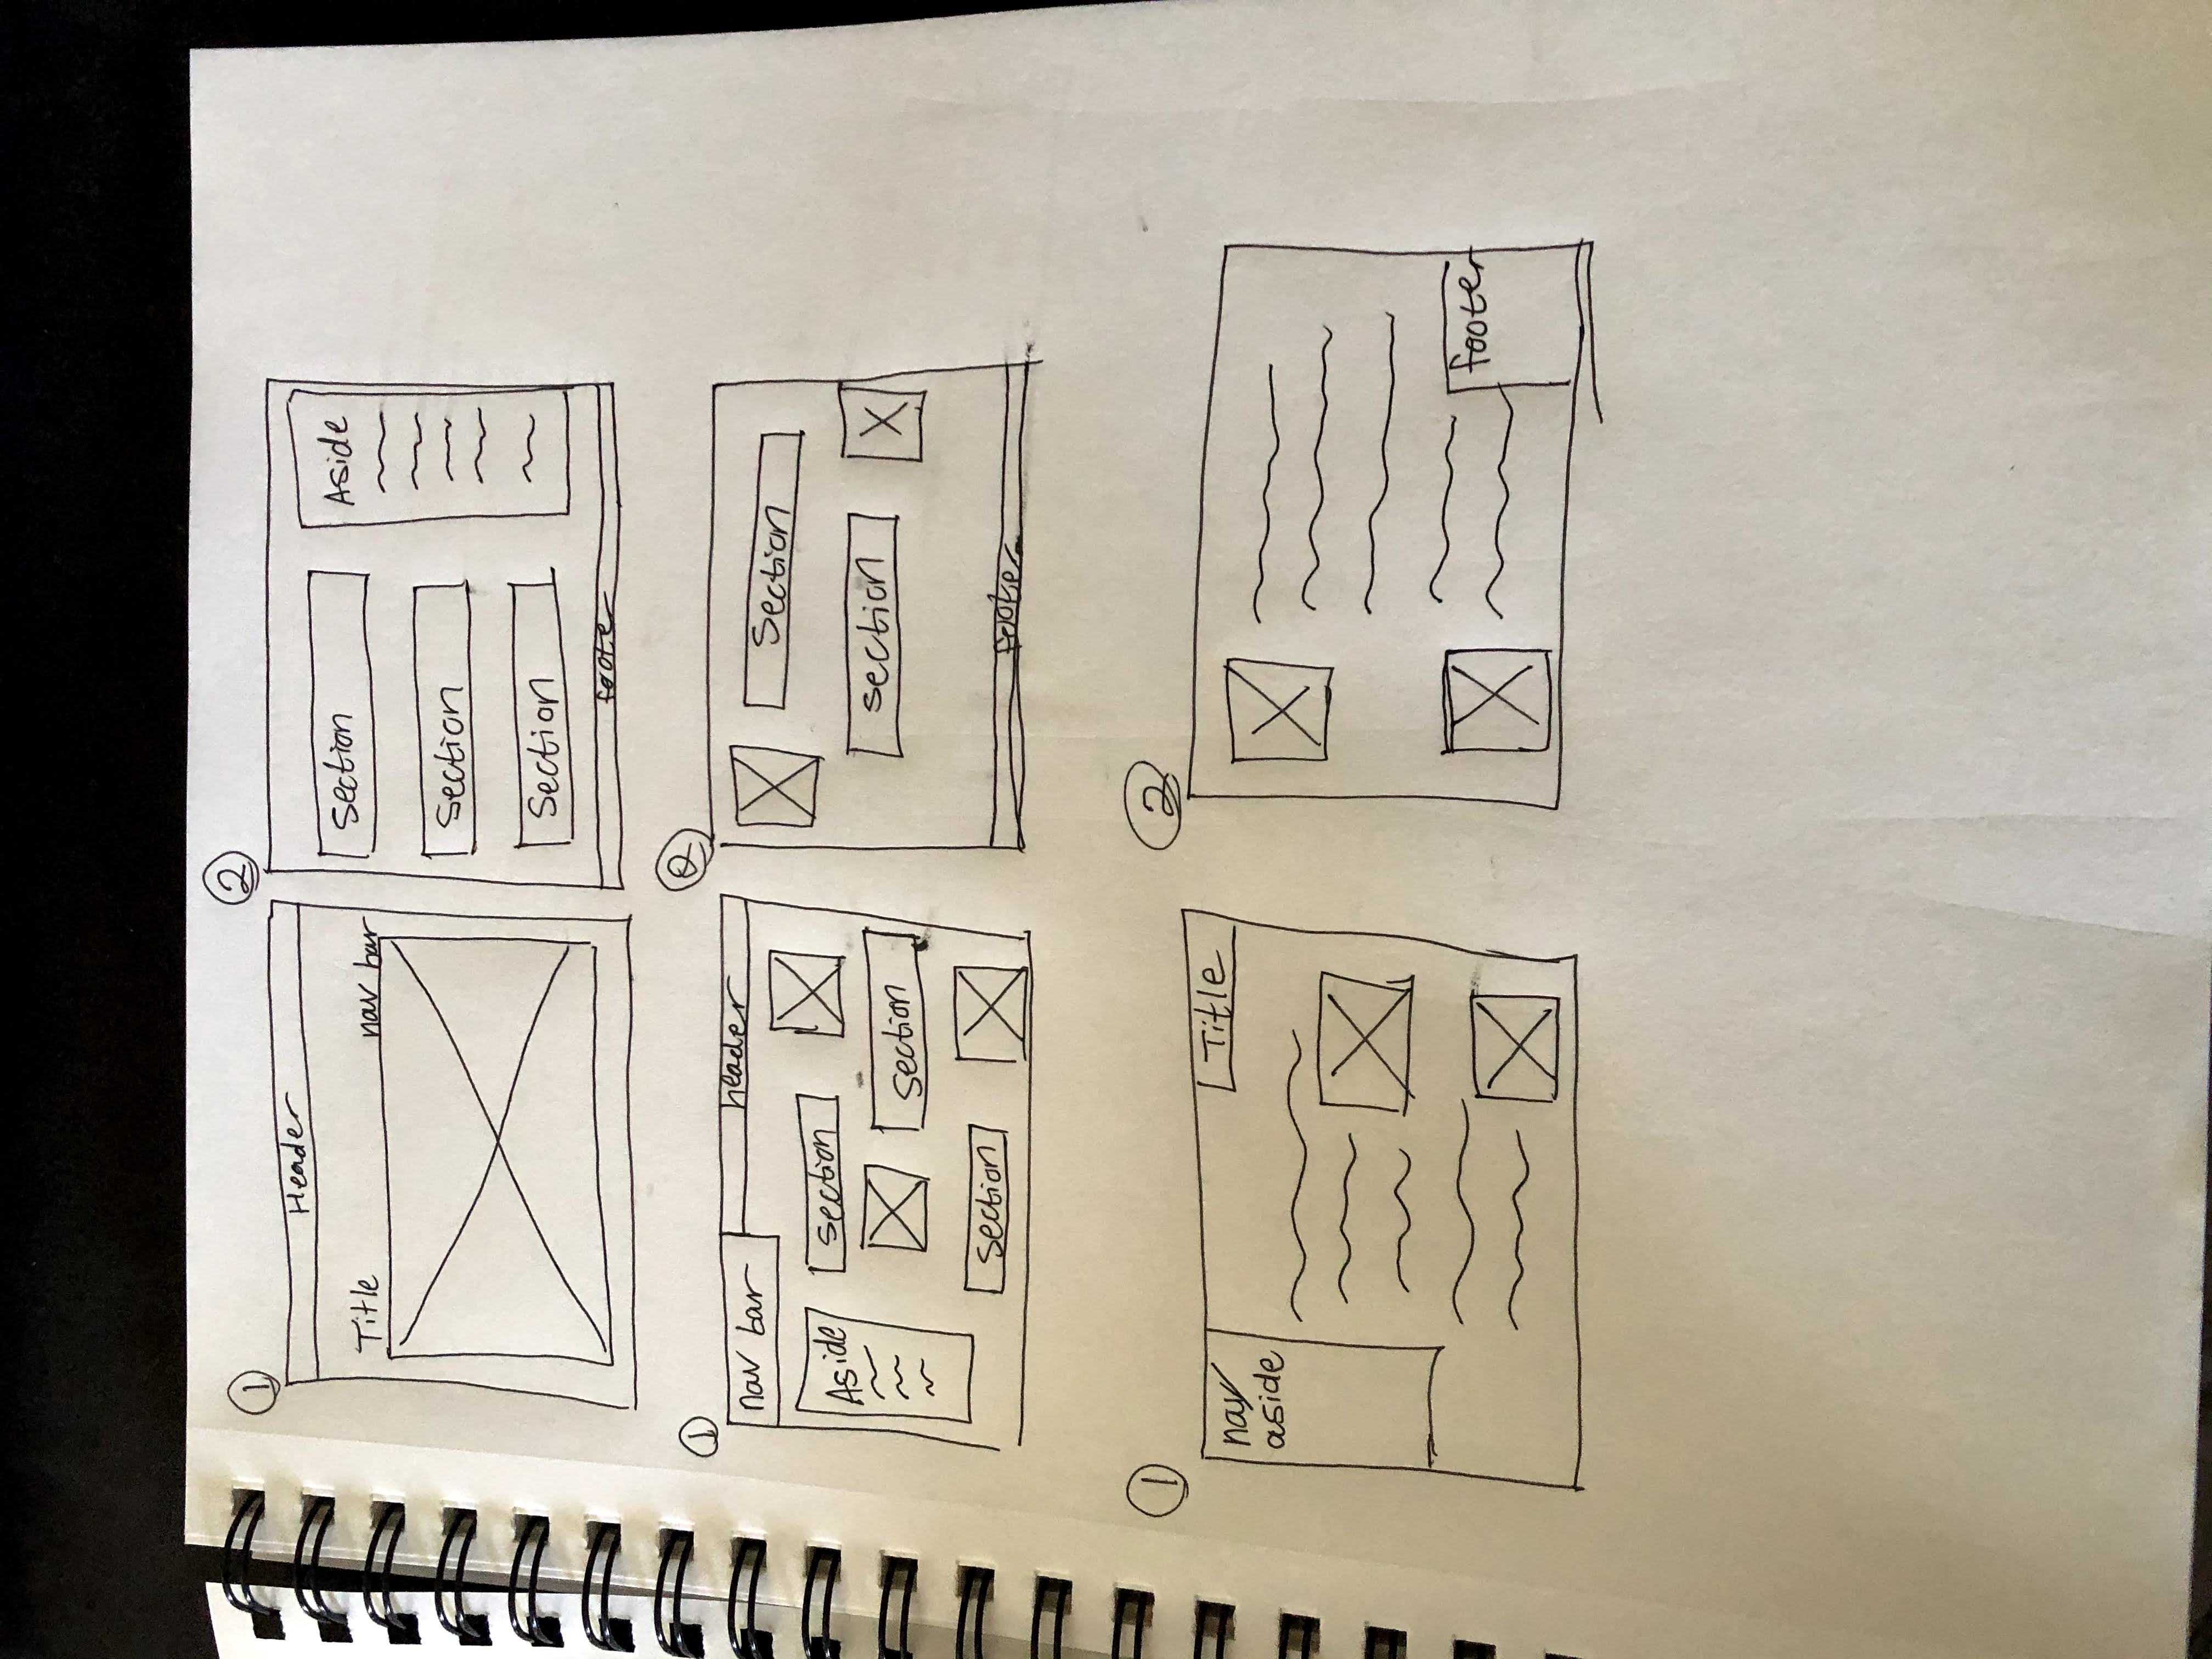 1
Header
Title nav bar
2
Section
Section
Section
Aside
footer
1
nav bar
header
Aside
section
section
section
2
Section
section
footer
1
nav/
aside
Title
2
footer